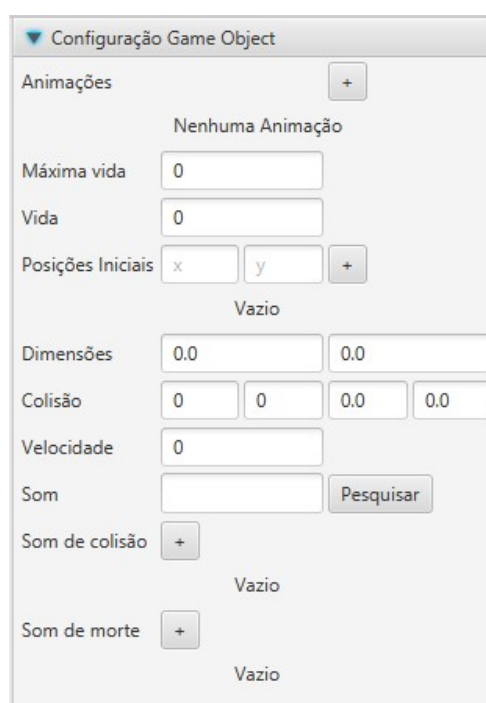 Configuração Game Object
Animações +
Nenhuma Animação
Máxima vida 0
Vida 0
Posições Iniciais x y +
Vazio
Dimensões 0.0 0.0
Colisão 0 0 0.0 0.0
Velocidade 0
Som Pesquisar
Som de colisão +
Vazio
Som de morte +
Vazio